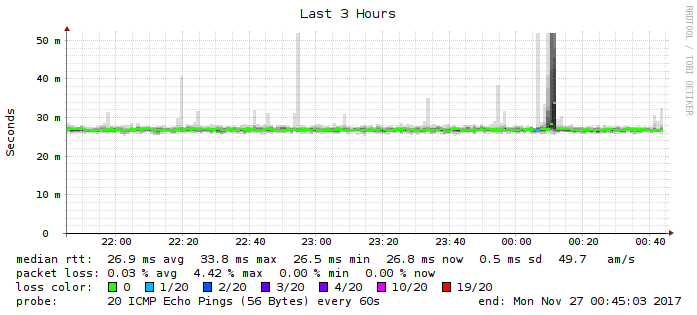 Last 3 Hours
RRDTOOL / TOBI OETIKER
Seconds
50 m
40 m
30 m
20 m
10 m
0
22:00 22:20 22:40 23:00 23:20 23:40 00:00 00:20 00:40
median rtt: 26.9 ms avg 33.8 ms max 26.5 ms min 26.8 ms now 0.5 ms sd 49.7 am/s
packet loss: 0.03 % avg 4.42 % max 0.00 % min 0.00 % now
loss color: 0 1/20 2/20 3/20 4/20 10/20 19/20
probe: 20 ICMP Echo Pings (56 Bytes) every 60s end: Mon Nov 27 00:45:03 2017